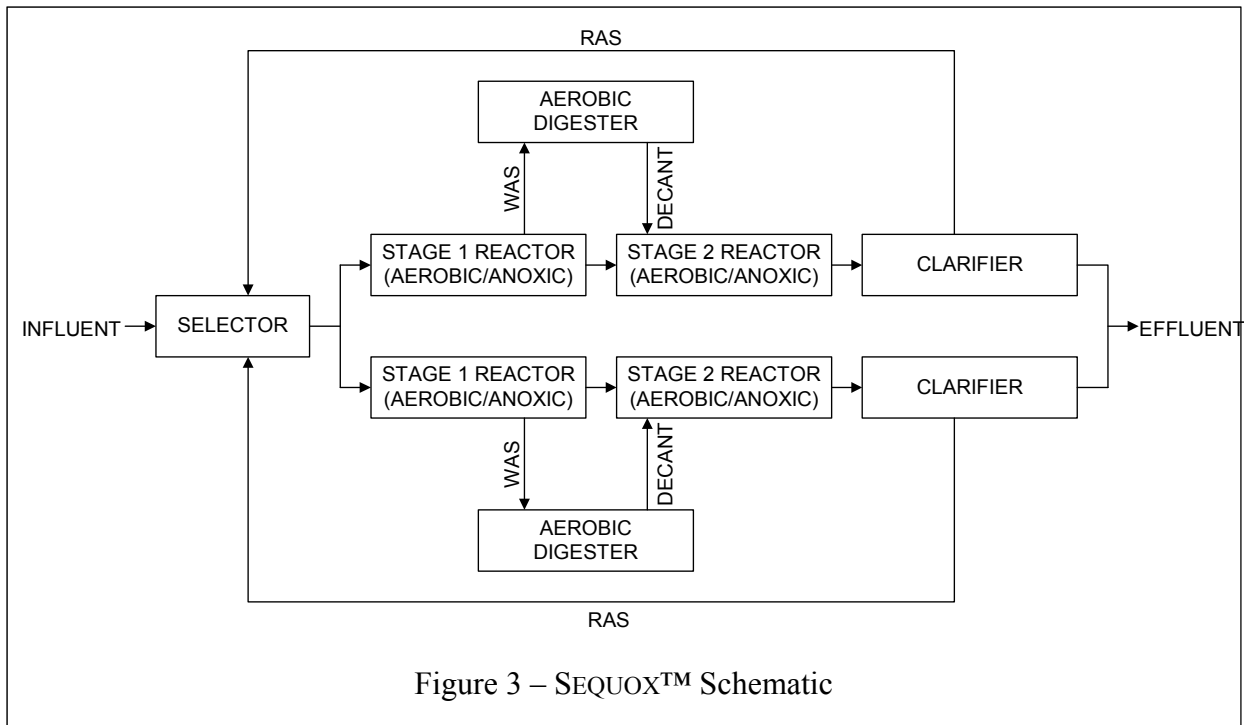 RAS
AEROBIC
DIGESTER
WAS
DECANT
STAGE 1 REACTOR
(AEROBIC/ANOXIC)
STAGE 2 REACTOR
(AEROBIC/ANOXIC)
CLARIFIER
INFLUENT
SELECTOR
EFFLUENT
STAGE 1 REACTOR
(AEROBIC/ANOXIC)
STAGE 2 REACTOR
(AEROBIC/ANOXIC)
CLARIFIER
WAS
DECANT
AEROBIC
DIGESTER
RAS
Figure 3 – SEQUOX™ Schematic